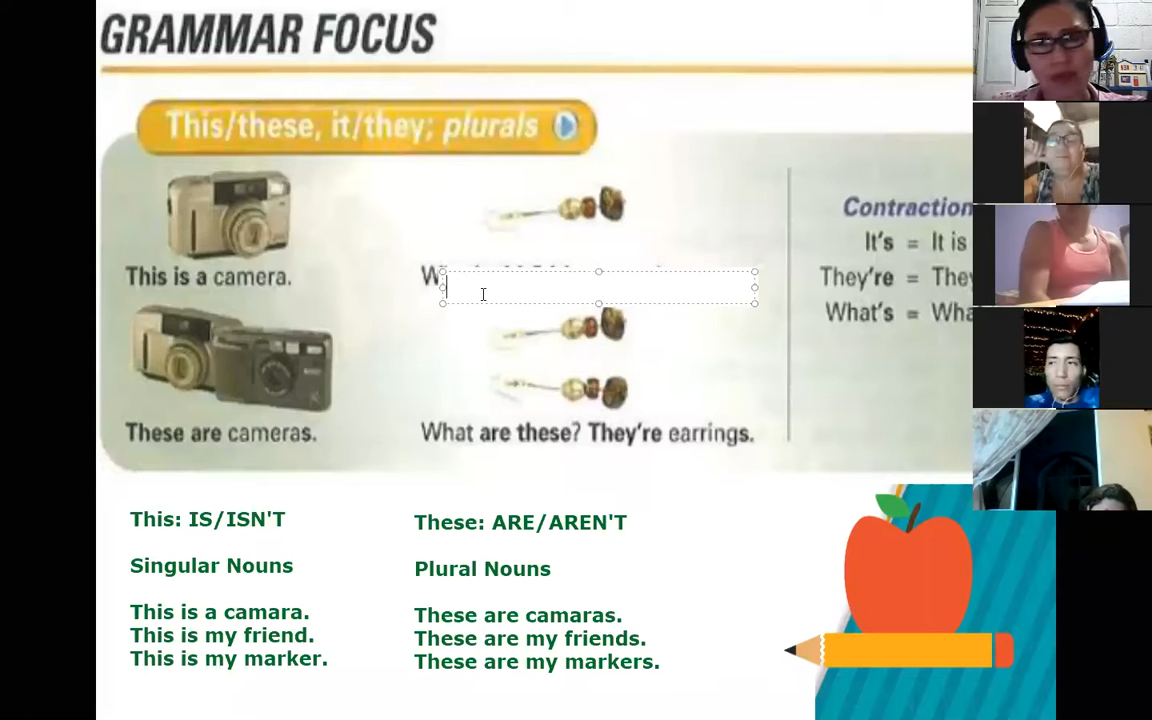 GRAMMAR FOCUS
This/these, it/they; plurals
This is a camera.
These are cameras.
What are these? They're earrings.
Contraction
It's = It is
They're = They
What's = Wha
This: IS/ISN'T
Singular Nouns
This is a camara.
This is my friend.
This is my marker.
These: ARE/AREN'T
Plural Nouns
These are camaras.
These are my friends.
These are my markers.